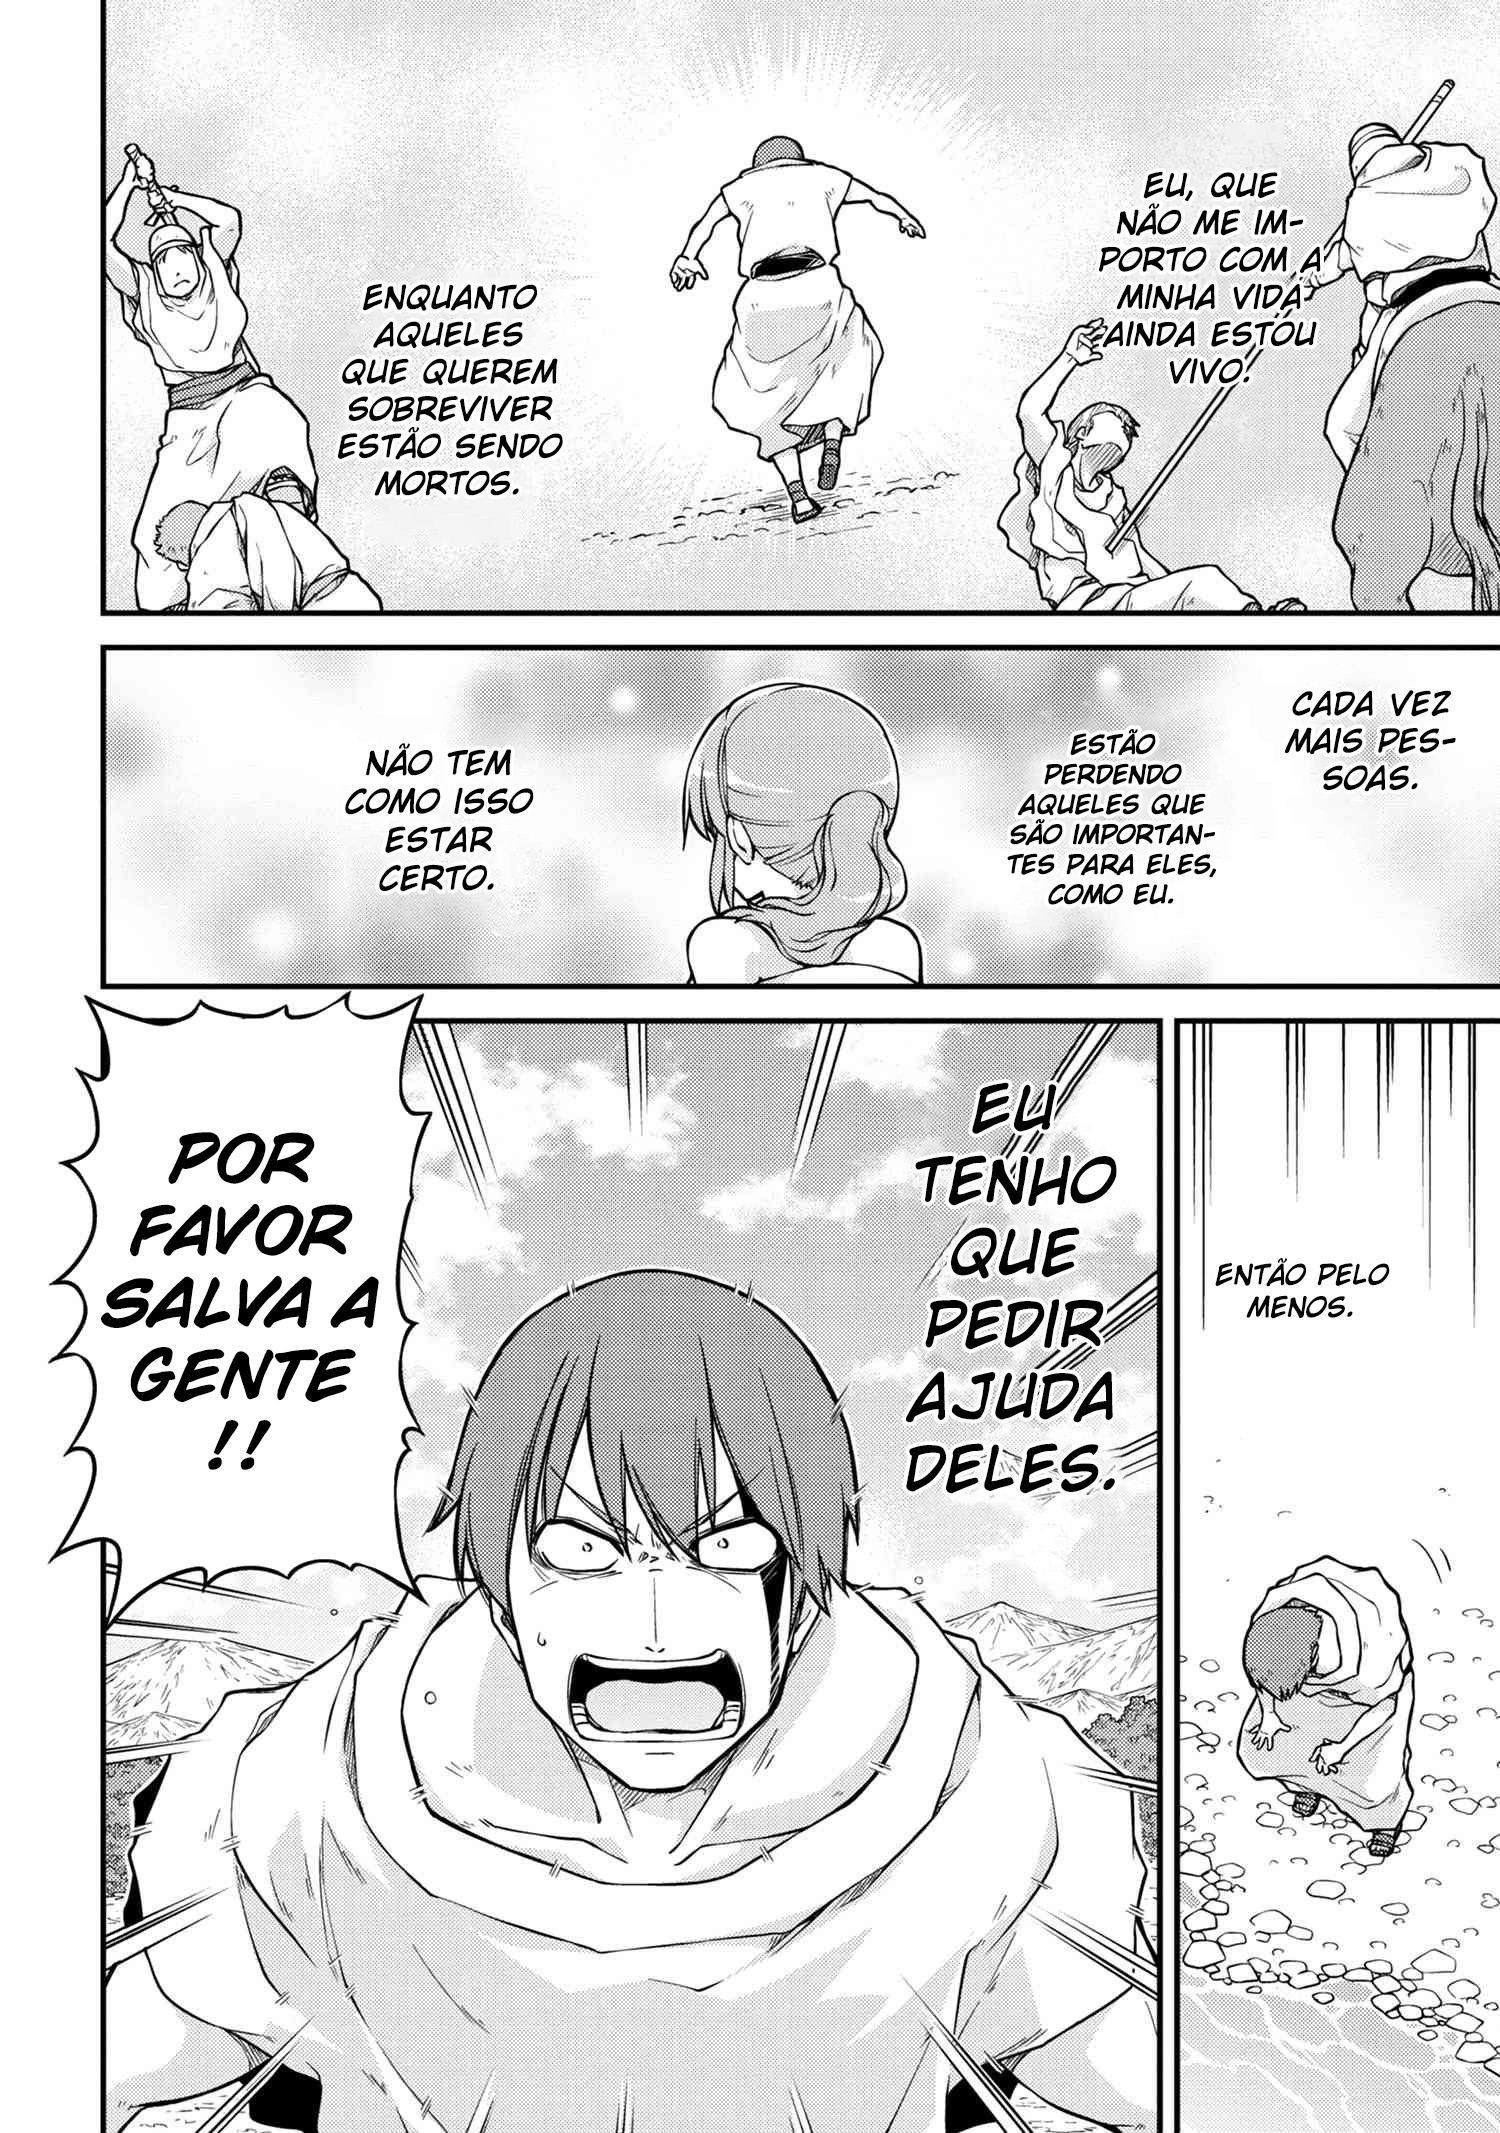 EU, QUE
NÃO ME IM-
PORTO COM A
MINHA VIDA
AINDA ESTOU
VIVO.
ENQUANTO
AQUELES
QUE QUEREM
SOBREVIVER
ESTÃO SENDO
MORTOS.
CADA VEZ
MAIS PES-
SOAS.
ESTÃO
PERDENDO
AQUELES QUE
SÃO IMPORTAN-
TES PARA ELES,
COMO EU.
NÃO TEM
COMO ISSO
ESTAR
CERTO.
ENTÃO PELO
MENOS.
EU
TENHO
QUE
PEDIR
AJUDA
DELES.
POR
FAVOR
SALVA A
GENTE
!!